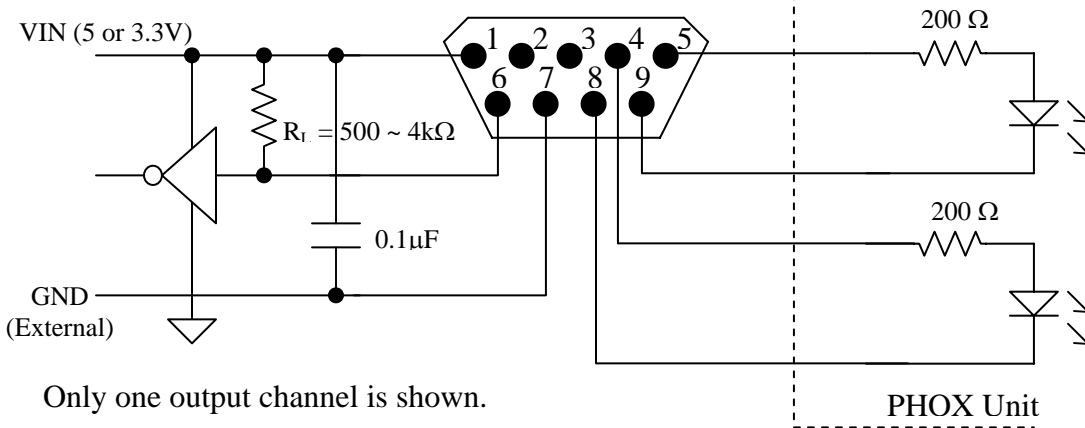 VIN (5 or 3.3V)
1 2 3 4 5
6 7 8 9
200 Ω
R_L = 500 ~ 4kΩ
200 Ω
0.1μF
GND
(External)
Only one output channel is shown.
PHOX Unit